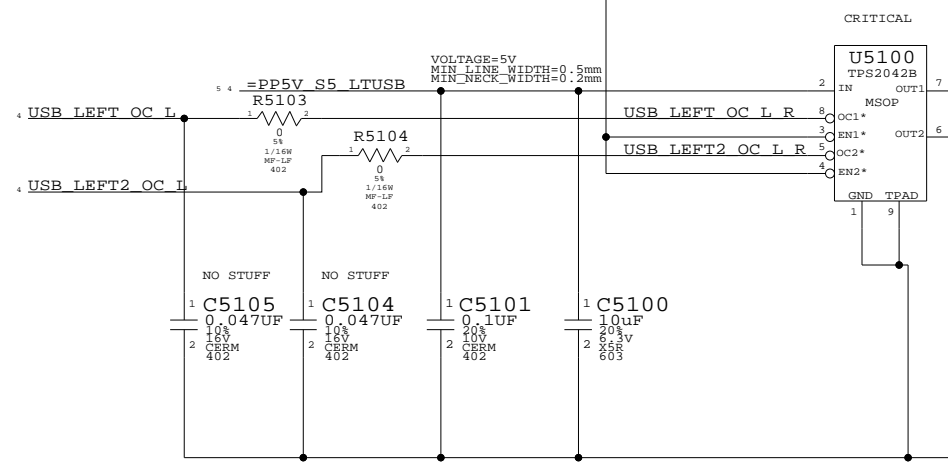 CRITICAL
U5100
TPS2042B
MSOP
2 IN
OUT1 7
8 OC1*
3 EN1*
OUT2 6
5 OC2*
4 EN2*
GND TPAD
1 9
VOLTAGE=5V
MIN_LINE_WIDTH=0.5mm
MIN_NECK_WIDTH=0.2mm
5 4 =PP5V_S5_LTUSB
4 USB_LEFT_OC_L
R5103
1 2
0
5%
1/16W
MF-LF
402
USB_LEFT_OC_L_R
R5104
1 2
0
5%
1/16W
MF-LF
402
USB_LEFT2_OC_L_R
4 USB_LEFT2_OC_L
NO STUFF
1 C5105
0.047UF
10%
16V
2 CERM
402
NO STUFF
1 C5104
0.047UF
10%
16V
2 CERM
402
1 C5101
0.1UF
20%
10V
2 CERM
402
1 C5100
10uF
20%
6.3V
2 X5R
603